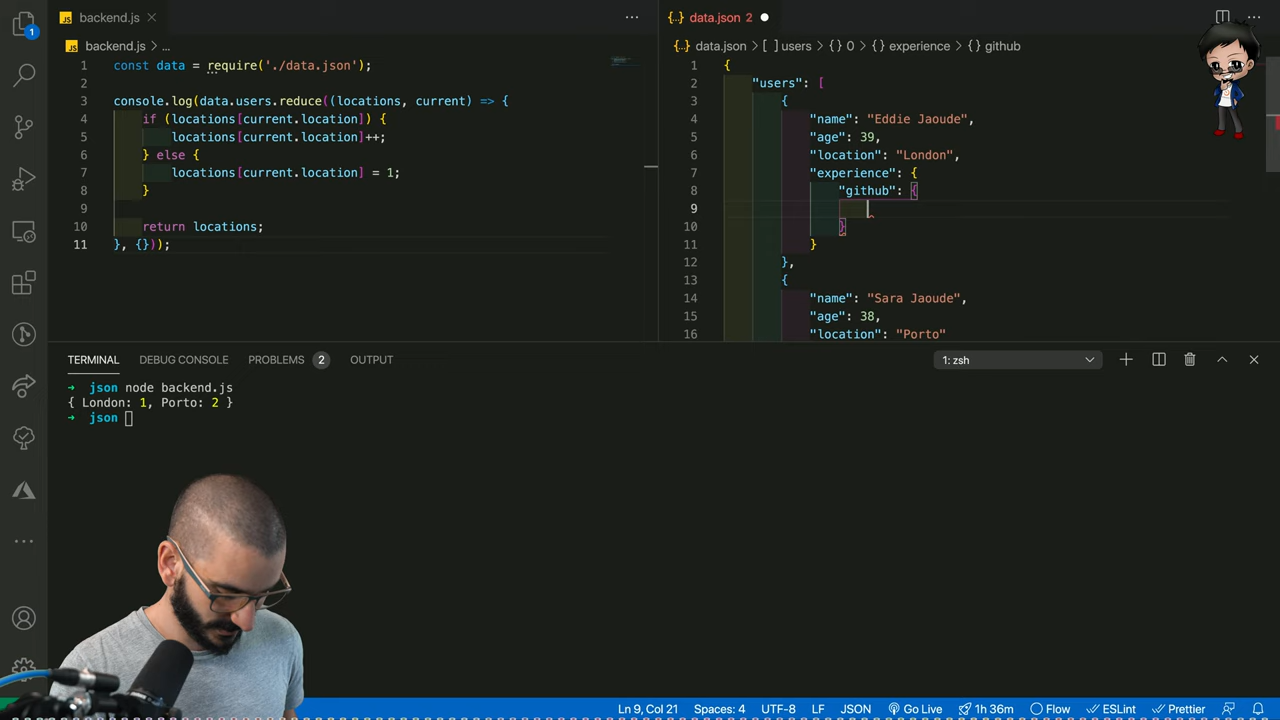 backend.js
data.json 2
1
backend.js > ...
data.json > [ ] users > {} 0 > {} experience > {} github
1 const data = require('./data.json');
2
3 console.log(data.users.reduce((locations, current) => {
4 if (locations[current.location]) {
5 locations[current.location]++;
6 } else {
7 locations[current.location] = 1;
8 }
9
10 return locations;
11 }, {}));
1 {
2 "users": [
3 {
4 "name": "Eddie Jaoude",
5 "age": 39,
6 "location": "London",
7 "experience": {
8 "github": {
9
10 }
11 }
12 },
13 {
14 "name": "Sara Jaoude",
15 "age": 38,
16 "location": "Porto"
TERMINAL DEBUG CONSOLE PROBLEMS 2 OUTPUT 1: zsh
→ json node backend.js
{ London: 1, Porto: 2 }
→ json
Ln 9, Col 21 Spaces: 4 UTF-8 LF JSON Go Live 1h 36m Flow ESLint Prettier